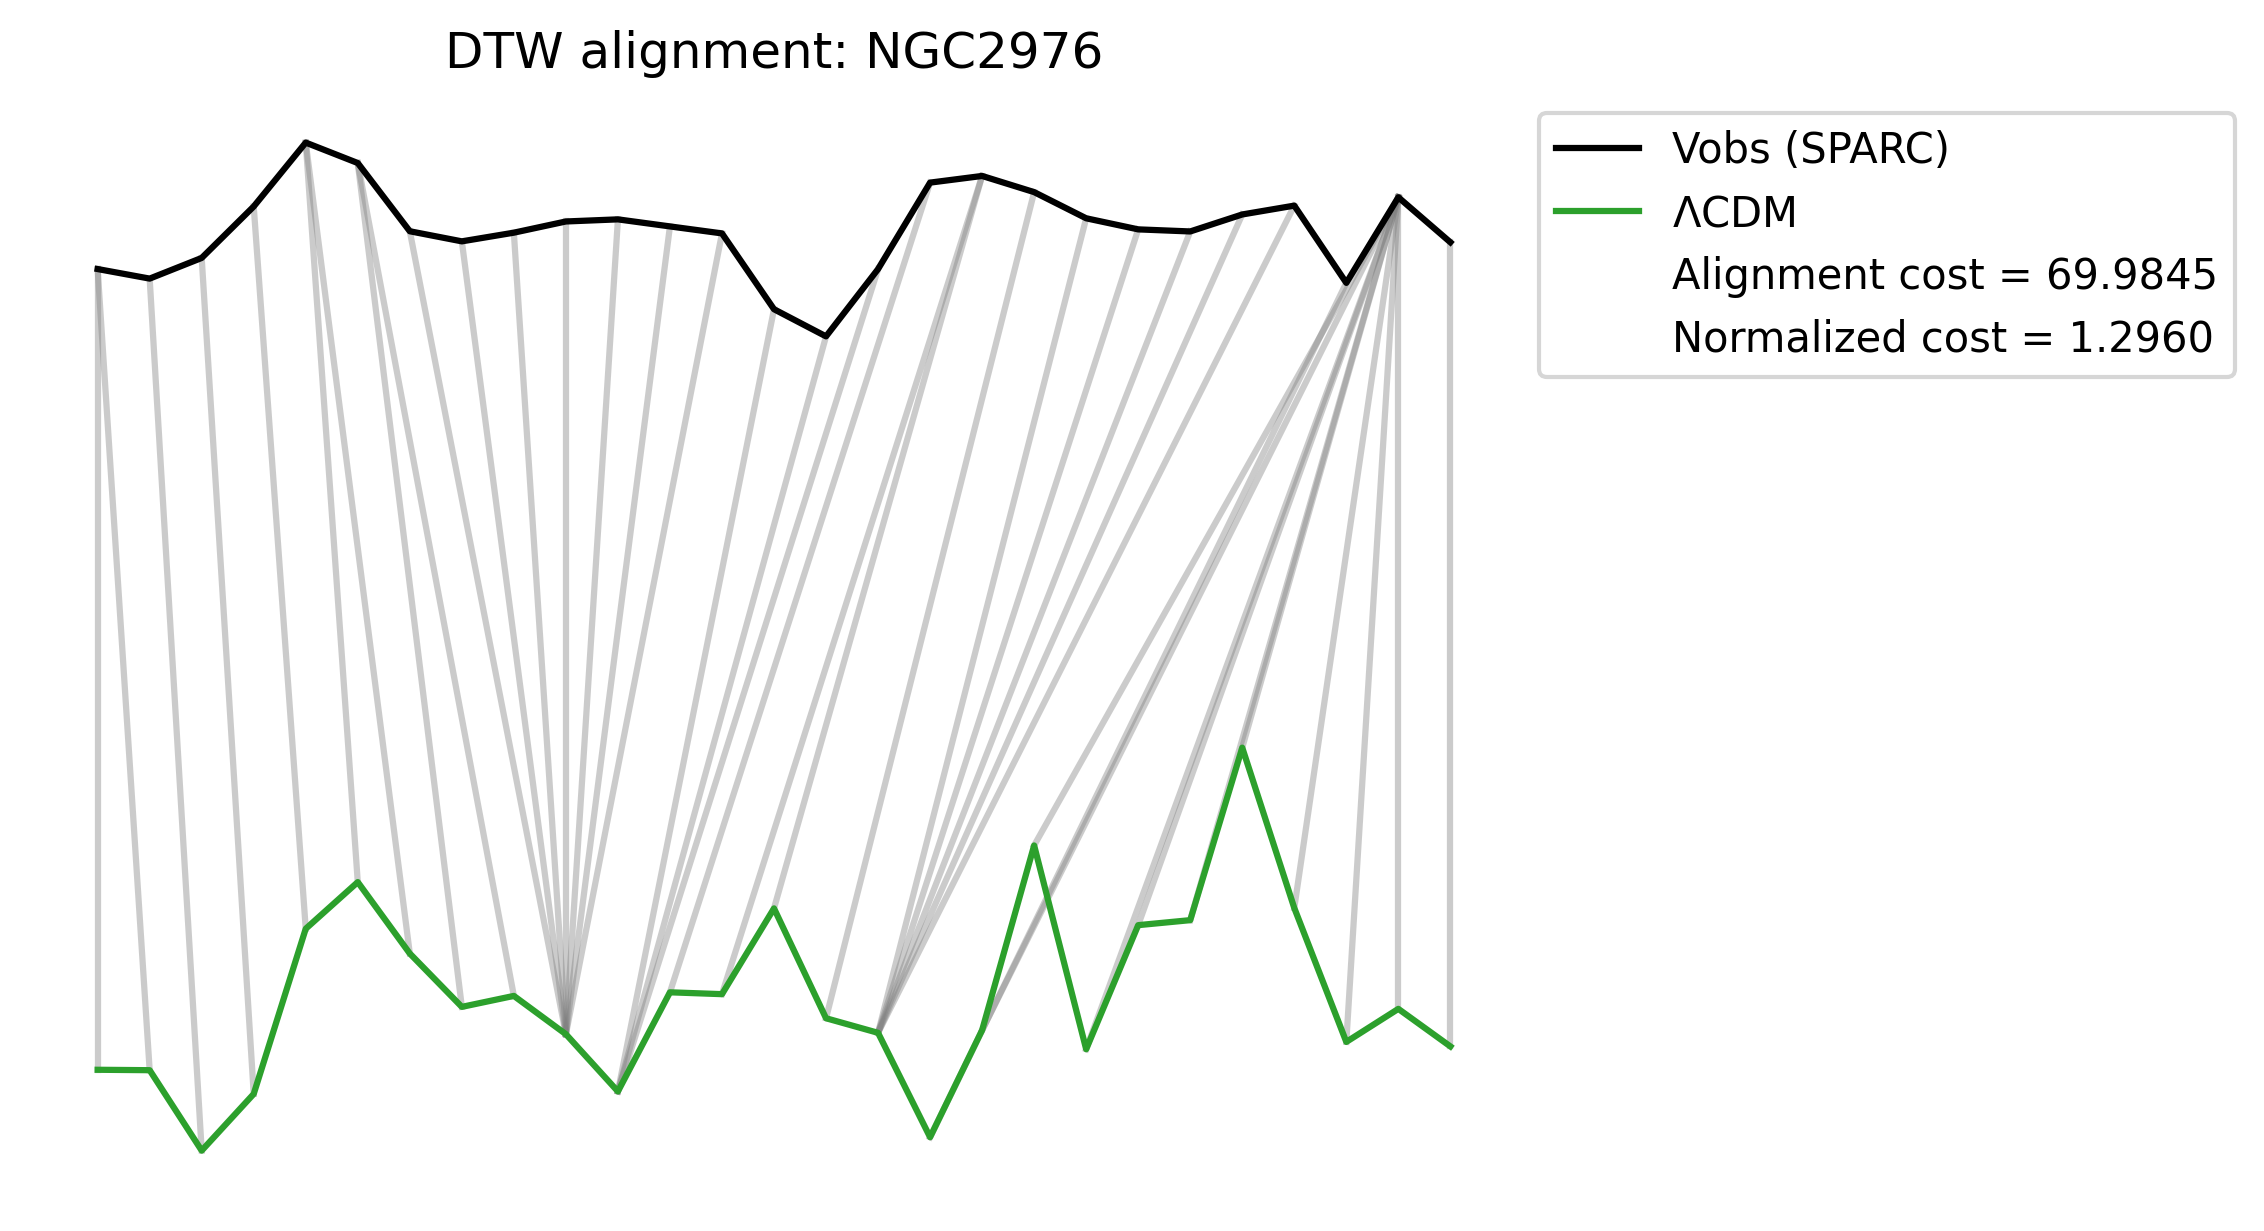 DTW alignment: NGC2976
Vobs (SPARC)
ΛCDM
Alignment cost = 69.9845
Normalized cost = 1.2960